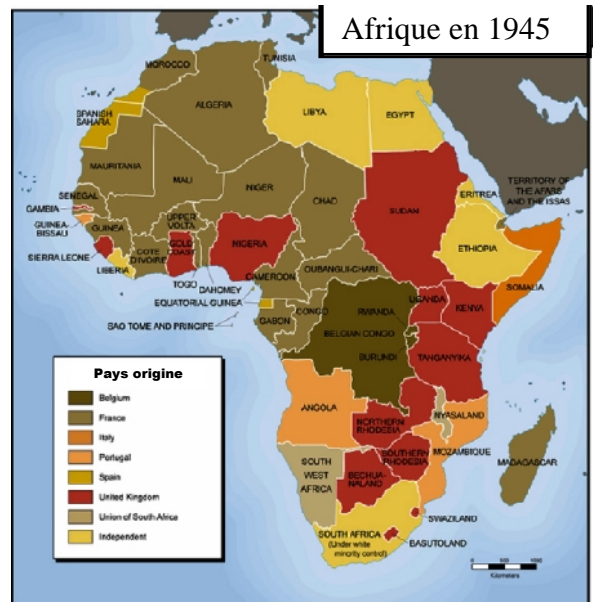 Afrique en 1945
MOROCCO
TUNISIA
ALGERIA
LIBYA
EGYPT
SPANISH
SAHARA
MAURITANIA
MALI
NIGER
CHAD
SUDAN
ERITREA
TERRITORY OF
THE AFARS
AND THE ISSAS
SENEGAL
GAMBIA
GUINEA-
BISSAU
GUINEA
SIERRA LEONE
LIBERIA
COTE
D'IVOIRE
UPPER
VOLTA
GOLD
COAST
TOGO
DAHOMEY
NIGERIA
CAMEROON
OUBANGUI-CHARI
ETHIOPIA
SOMALIA
EQUATORIAL GUINEA
SAO TOME AND PRINCIPE
GABON
CONGO
RWANDA
BELGIAN CONGO
BURUNDI
UGANDA
KENYA
TANGANYIKA
ANGOLA
NORTHERN
RHODESIA
NYASALAND
MOZAMBIQUE
MADAGASCAR
SOUTHERN
RHODESIA
SOUTH
WEST
AFRICA
BECHUA-
NALAND
SWAZILAND
BASUTOLAND
SOUTH AFRICA
(Under white
minority control)
Pays origine
Belgium
France
Italy
Portugal
Spain
United Kingdom
Union of South Africa
Independent
0 500 1000
Kilometers